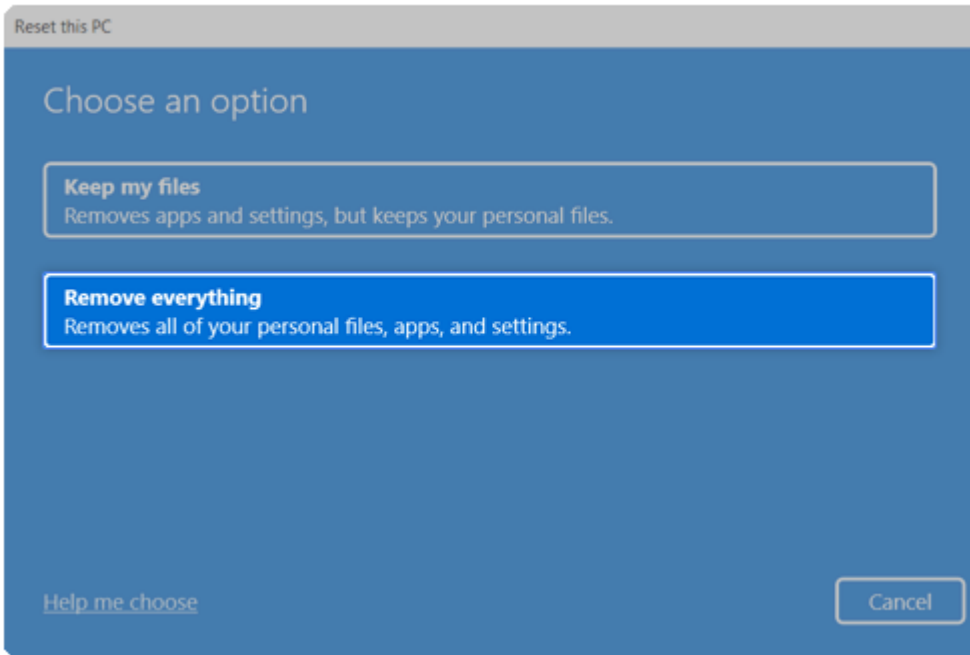 Reset this PC
Choose an option
Keep my files
Removes apps and settings, but keeps your personal files.
Remove everything
Removes all of your personal files, apps, and settings.
Help me choose
Cancel